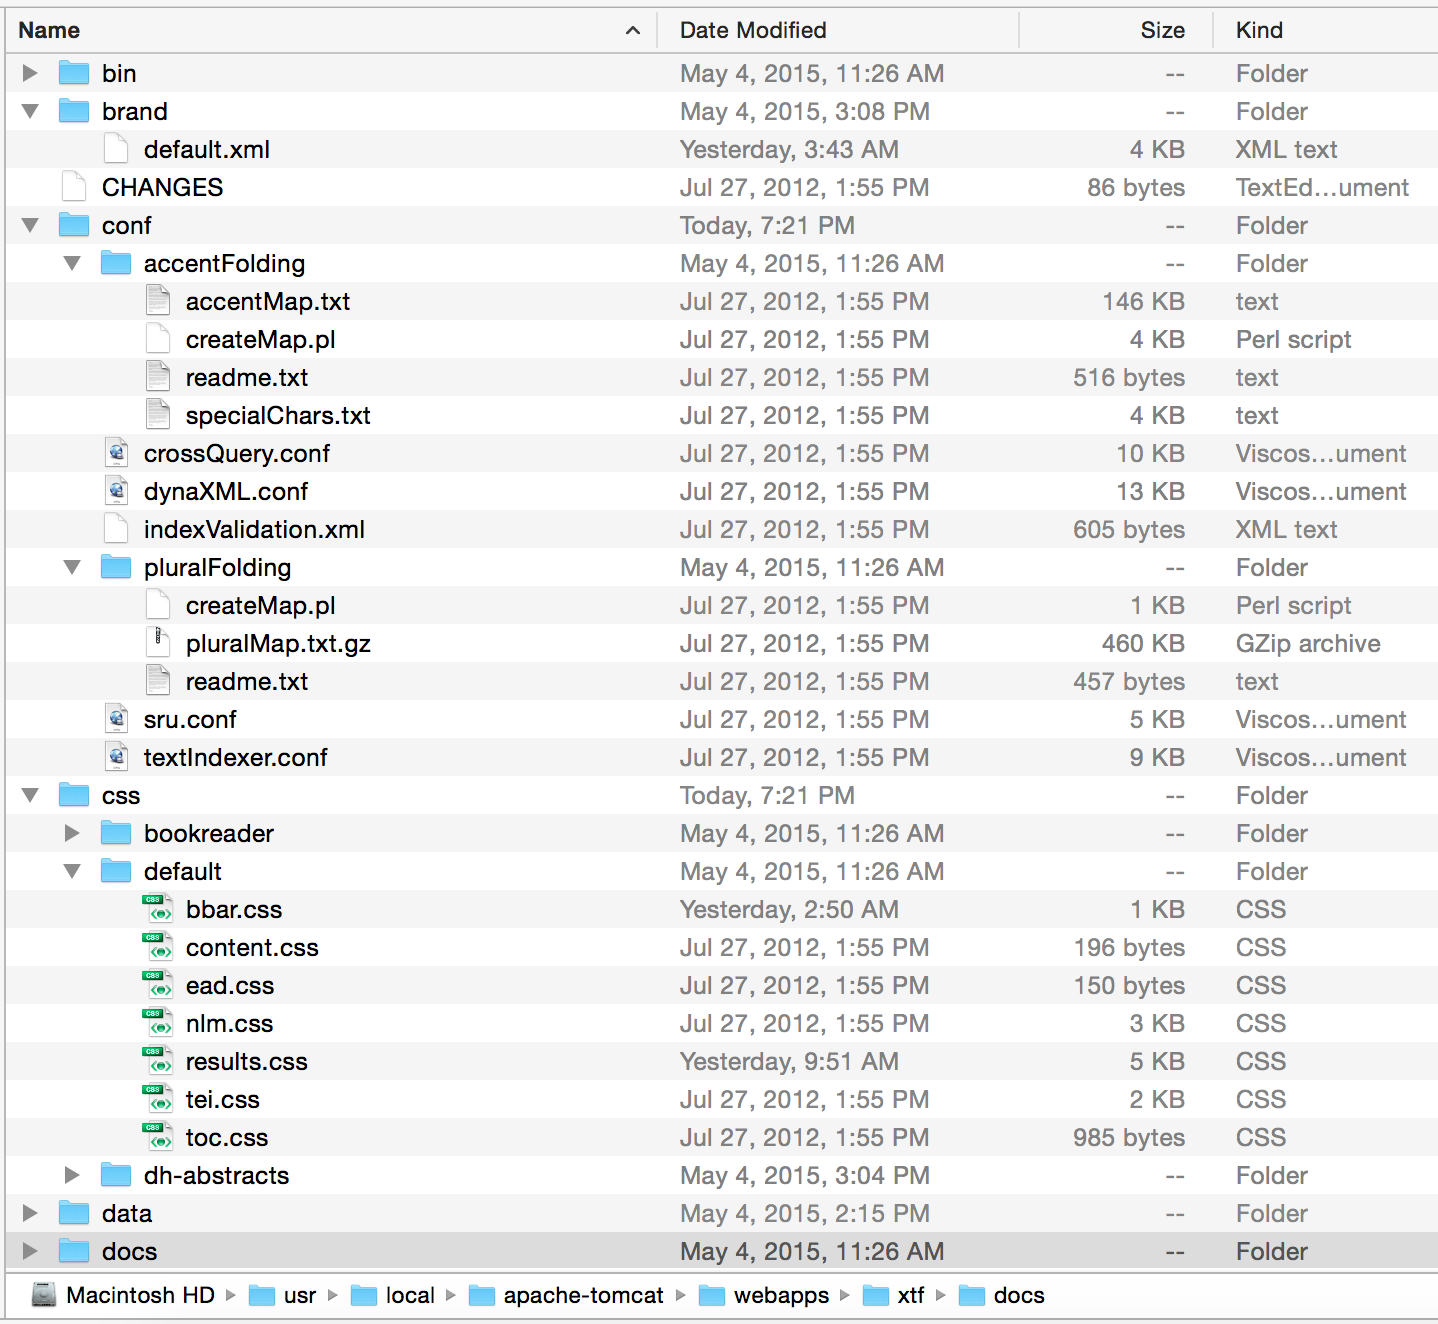 Name Date Modified Size Kind
bin May 4, 2015, 11:26 AM -- Folder
brand May 4, 2015, 3:08 PM -- Folder
default.xml Yesterday, 3:43 AM 4 KB XML text
CHANGES Jul 27, 2012, 1:55 PM 86 bytes TextEd...ument
conf Today, 7:21 PM -- Folder
accentFolding May 4, 2015, 11:26 AM -- Folder
accentMap.txt Jul 27, 2012, 1:55 PM 146 KB text
createMap.pl Jul 27, 2012, 1:55 PM 4 KB Perl script
readme.txt Jul 27, 2012, 1:55 PM 516 bytes text
specialChars.txt Jul 27, 2012, 1:55 PM 4 KB text
crossQuery.conf Jul 27, 2012, 1:55 PM 10 KB Viscos...ument
dynaXML.conf Jul 27, 2012, 1:55 PM 13 KB Viscos...ument
indexValidation.xml Jul 27, 2012, 1:55 PM 605 bytes XML text
pluralFolding May 4, 2015, 11:26 AM -- Folder
createMap.pl Jul 27, 2012, 1:55 PM 1 KB Perl script
pluralMap.txt.gz Jul 27, 2012, 1:55 PM 460 KB GZip archive
readme.txt Jul 27, 2012, 1:55 PM 457 bytes text
sru.conf Jul 27, 2012, 1:55 PM 5 KB Viscos...ument
textIndexer.conf Jul 27, 2012, 1:55 PM 9 KB Viscos...ument
css Today, 7:21 PM -- Folder
bookreader May 4, 2015, 11:26 AM -- Folder
default May 4, 2015, 11:26 AM -- Folder
CSS bbar.css Yesterday, 2:50 AM 1 KB CSS
CSS content.css Jul 27, 2012, 1:55 PM 196 bytes CSS
CSS ead.css Jul 27, 2012, 1:55 PM 150 bytes CSS
CSS nlm.css Jul 27, 2012, 1:55 PM 3 KB CSS
CSS results.css Yesterday, 9:51 AM 5 KB CSS
CSS tei.css Jul 27, 2012, 1:55 PM 2 KB CSS
CSS toc.css Jul 27, 2012, 1:55 PM 985 bytes CSS
dh-abstracts May 4, 2015, 3:04 PM -- Folder
data May 4, 2015, 2:15 PM -- Folder
docs May 4, 2015, 11:26 AM -- Folder
Macintosh HD usr local apache-tomcat webapps xtf docs